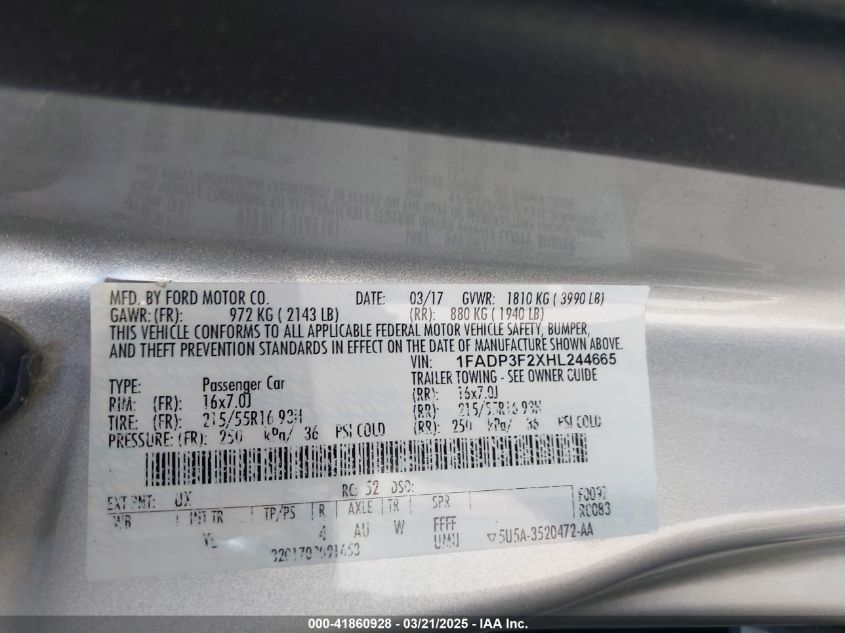 MFD. BY FORD MOTOR CO. DATE: 03/17 GVWR: 1810 KG ( 3990 LB)
GAWR: (FR): 972 KG ( 2143 LB) (RR): 880 KG ( 1940 LB)
THIS VEHICLE CONFORMS TO ALL APPLICABLE FEDERAL MOTOR VEHICLE SAFETY, BUMPER,
AND THEFT PREVENTION STANDARDS IN EFFECT ON THE DATE OF MANUFACTURE SHOWN ABOVE.
VIN: 1FADP3F2XHL244665
TYPE: Passenger Car TRAILER TOWING - SEE OWNER GUIDE
RIM: (FR): 16x7.0J (RR): 16x7.0J
TIRE: (FR): 215/55R16 93H (RR): 215/55R16 93H
PRESSURE: (FR): 250 kPa/ 36 PSI COLD (RR): 250 kPa/ 36 PSI COLD
EXT PNT: UX RC: 52 DSO: F0097
WB INT TR TP/PS R AXLE TR SPR RC083
4 AU W FFFF
UMU ▽5U5A-3520472-AA
000-41860928 - 03/21/2025 - IAA Inc.